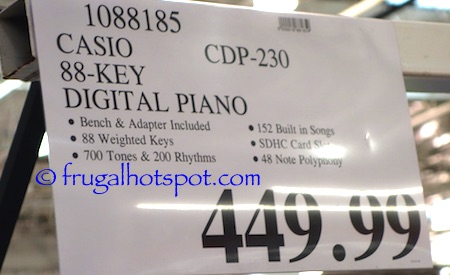 1088185
CASIO CDP-230
88-KEY
DIGITAL PIANO
• Bench & Adapter Included
• 88 Weighted Keys
• 700 Tones & 200 Rhythms
• 152 Built in Songs
• SDHC Card Slot
• 48 Note Polyphony
© frugalhotspot.com
449.99